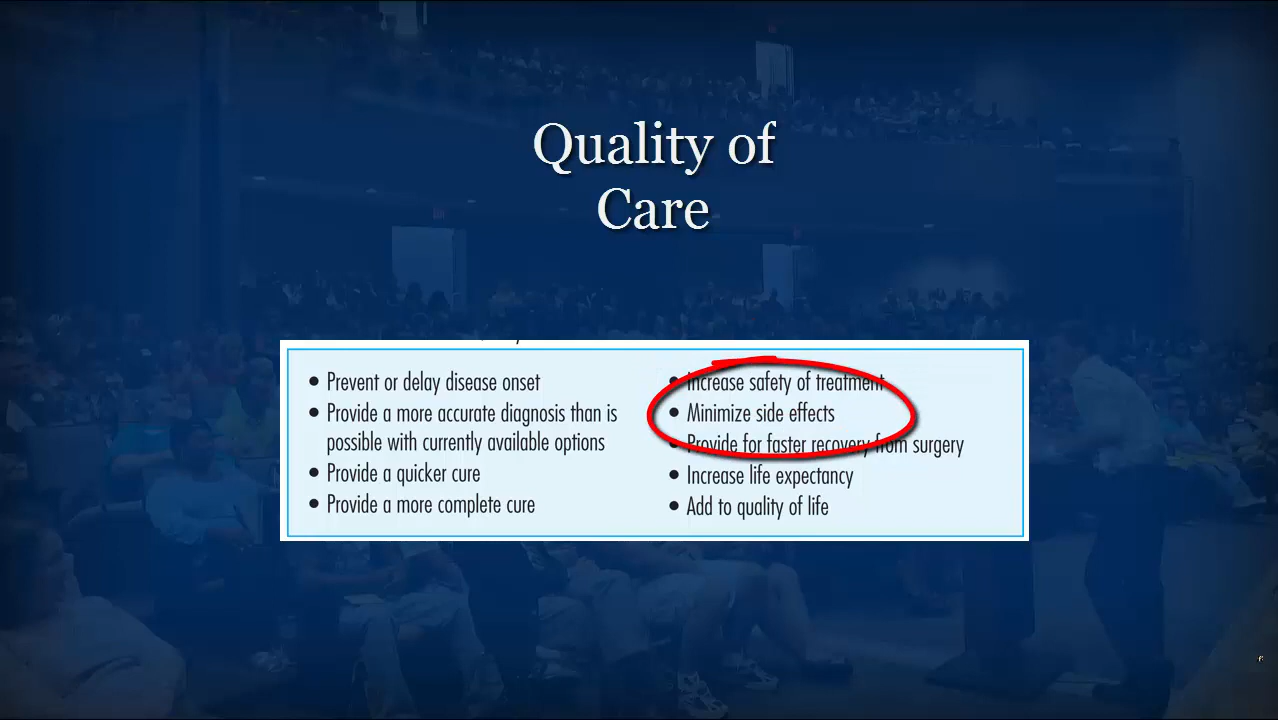 Quality of
Care
• Prevent or delay disease onset
• Provide a more accurate diagnosis than is
possible with currently available options
• Provide a quicker cure
• Provide a more complete cure
• Increase safety of treatment
• Minimize side effects
• Provide for faster recovery from surgery
• Increase life expectancy
• Add to quality of life